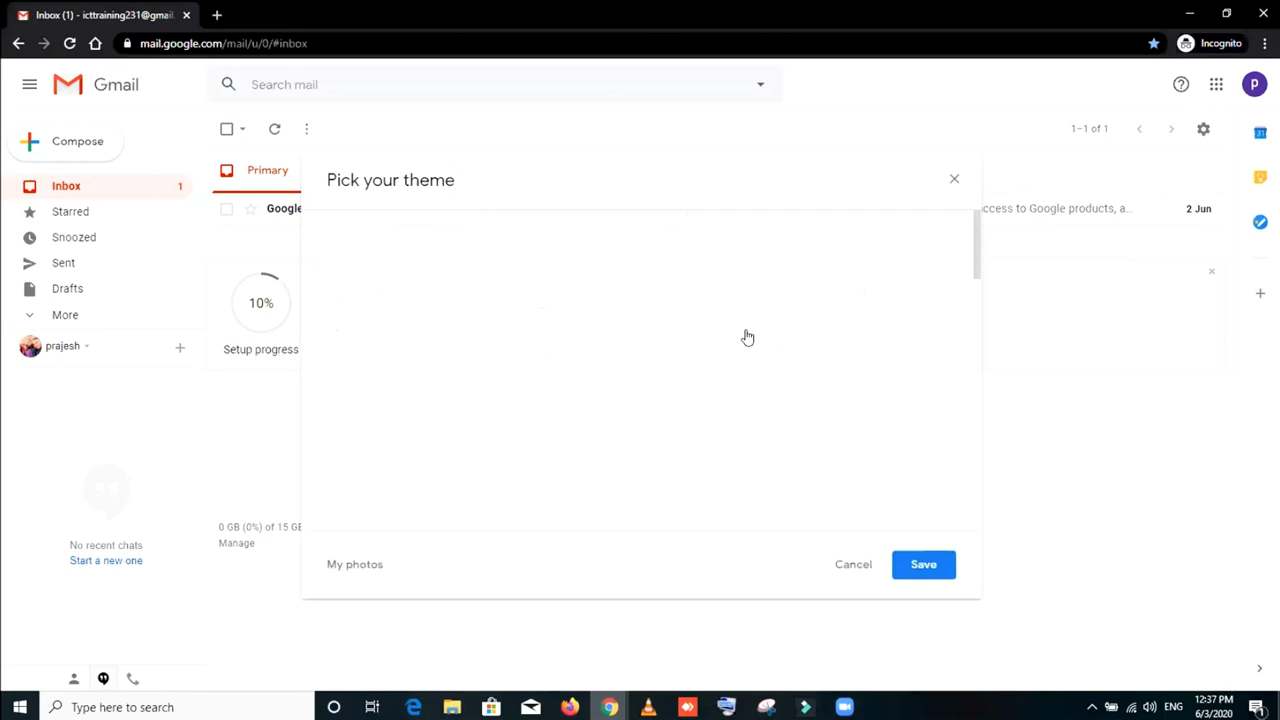 Inbox (1) - icttraining231@gmail.
mail.google.com/mail/u/0/#inbox
Incognito
Gmail
Search mail
P
Compose
1–1 of 1
31
Primary
Pick your theme
Inbox
1
Starred
Google
ccess to Google products, a...
2 Jun
Snoozed
Sent
Drafts
10%
More
prajesh
Setup progress
0 GB (0%) of 15 GB
Manage
No recent chats
Start a new one
My photos
Cancel
Save
Type here to search
ENG
12:37 PM
6/3/2020
1